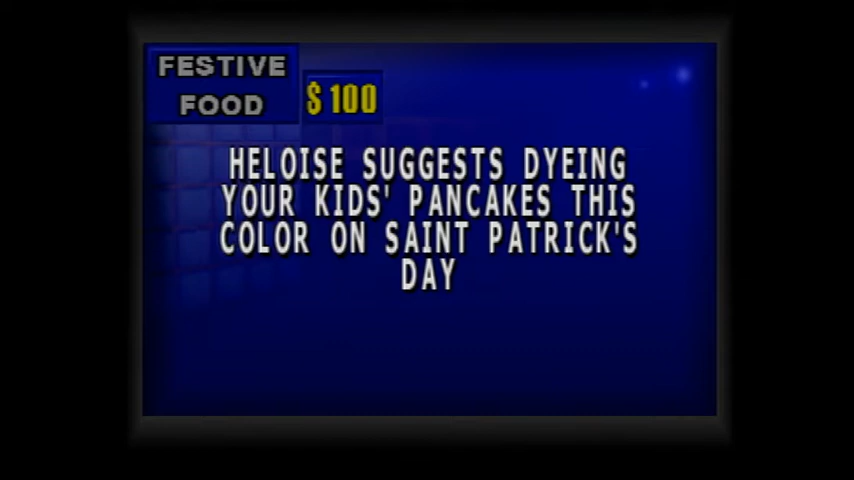 FESTIVE
FOOD
$100
HELOISE SUGGESTS DYEING
YOUR KIDS' PANCAKES THIS
COLOR ON SAINT PATRICK'S
DAY